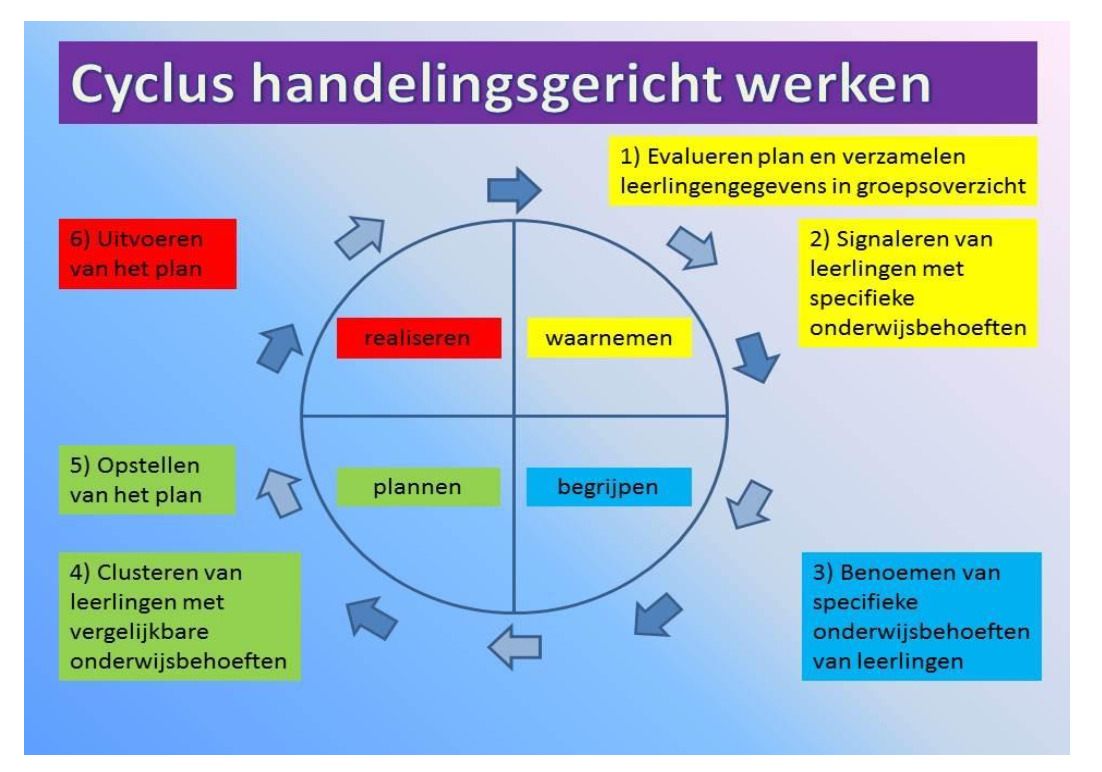 Cyclus handelingsgericht werken
1) Evalueren plan en verzamelen
leerlingengegevens in groepsoverzicht
2) Signaleren van
leerlingen met
specifieke
onderwijsbehoeften
6) Uitvoeren
van het plan
realiseren
waarnemen
5) Opstellen
van het plan
plannen
begrijpen
4) Clusteren van
leerlingen met
vergelijkbare
onderwijsbehoeften
3) Benoemen van
specifieke
onderwijsbehoeften
van leerlingen